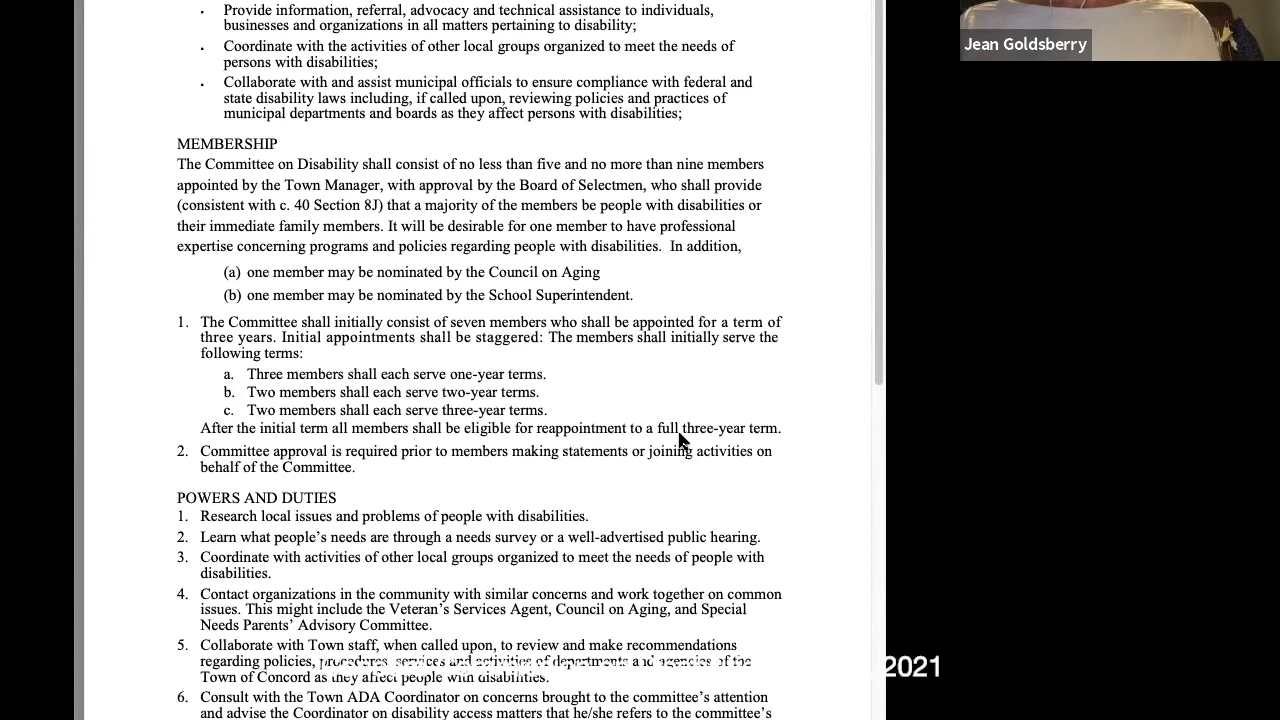 • Provide information, referral, advocacy and technical assistance to individuals,
businesses and organizations in all matters pertaining to disability;
• Coordinate with the activities of other local groups organized to meet the needs of
persons with disabilities;
• Collaborate with and assist municipal officials to ensure compliance with federal and
state disability laws including, if called upon, reviewing policies and practices of
municipal departments and boards as they affect persons with disabilities;
Jean Goldsberry
MEMBERSHIP
The Committee on Disability shall consist of no less than five and no more than nine members
appointed by the Town Manager, with approval by the Board of Selectmen, who shall provide
(consistent with c. 40 Section 8J) that a majority of the members be people with disabilities or
their immediate family members. It will be desirable for one member to have professional
expertise concerning programs and policies regarding people with disabilities.  In addition,
(a) one member may be nominated by the Council on Aging
(b) one member may be nominated by the School Superintendent.
1. The Committee shall initially consist of seven members who shall be appointed for a term of
three years. Initial appointments shall be staggered: The members shall initially serve the
following terms:
a. Three members shall each serve one-year terms.
b. Two members shall each serve two-year terms.
c. Two members shall each serve three-year terms.
After the initial term all members shall be eligible for reappointment to a full three-year term.
2. Committee approval is required prior to members making statements or joining activities on
behalf of the Committee.
POWERS AND DUTIES
1. Research local issues and problems of people with disabilities.
2. Learn what people's needs are through a needs survey or a well-advertised public hearing.
3. Coordinate with activities of other local groups organized to meet the needs of people with
disabilities.
4. Contact organizations in the community with similar concerns and work together on common
issues. This might include the Veteran's Services Agent, Council on Aging, and Special
Needs Parents' Advisory Committee.
5. Collaborate with Town staff, when called upon, to review and make recommendations
regarding policies, procedures, services and activities of departments and agencies of the
Town of Concord as they affect people with disabilities.
2021
6. Consult with the Town ADA Coordinator on concerns brought to the committee's attention
and advise the Coordinator on disability access matters that he/she refers to the committee's